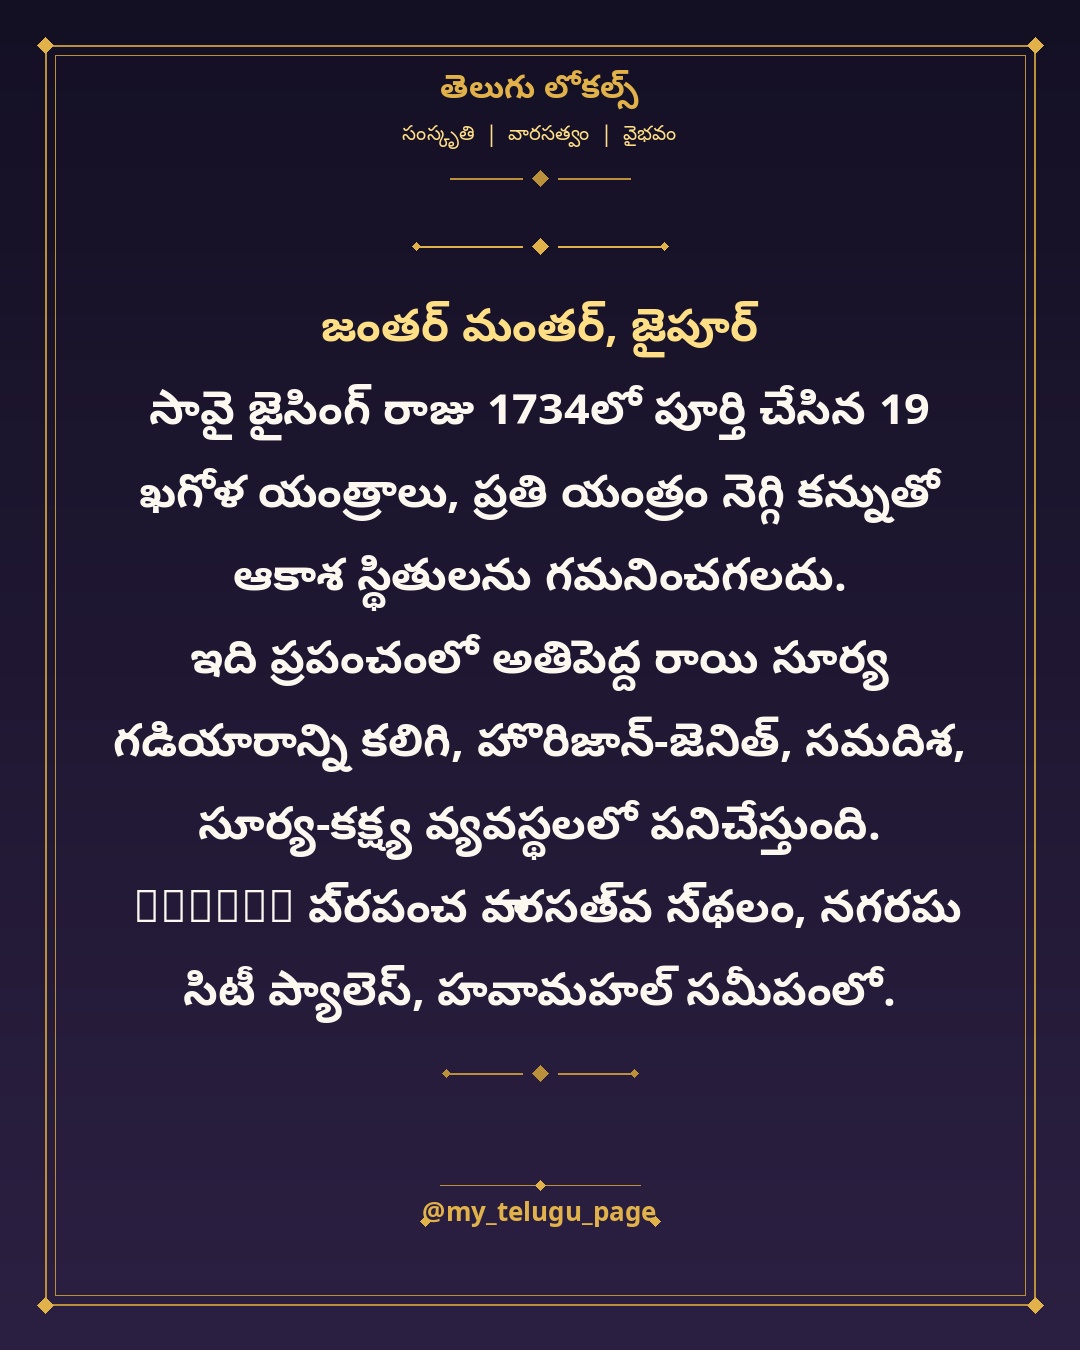 తెలుగు లోకల్స్
సంస్కృతి | వారసత్వం | వైభవం
జంతర్ మంతర్, జైపూర్
సావై జైసింగ్ రాజు 1734లో పూర్తి చేసిన 19
ఖగోళ యంత్రాలు, ప్రతి యంత్రం నెగ్గి కన్నుతో
ఆకాశ స్థితులను గమనించగలదు.
ఇది ప్రపంచంలో అతిపెద్ద రాయి సూర్య
గడియారాన్ని కలిగి, హొరిజాన్-జెనిత్, సమదిశ,
సూర్య-కక్ష్య వ్యవస్థలలో పనిచేస్తుంది.
ప్రపంచ వారసత్వ స్థలం, నగరపు
సిటీ ప్యాలెస్, హవామహల్ సమీపంలో.
@my_telugu_page